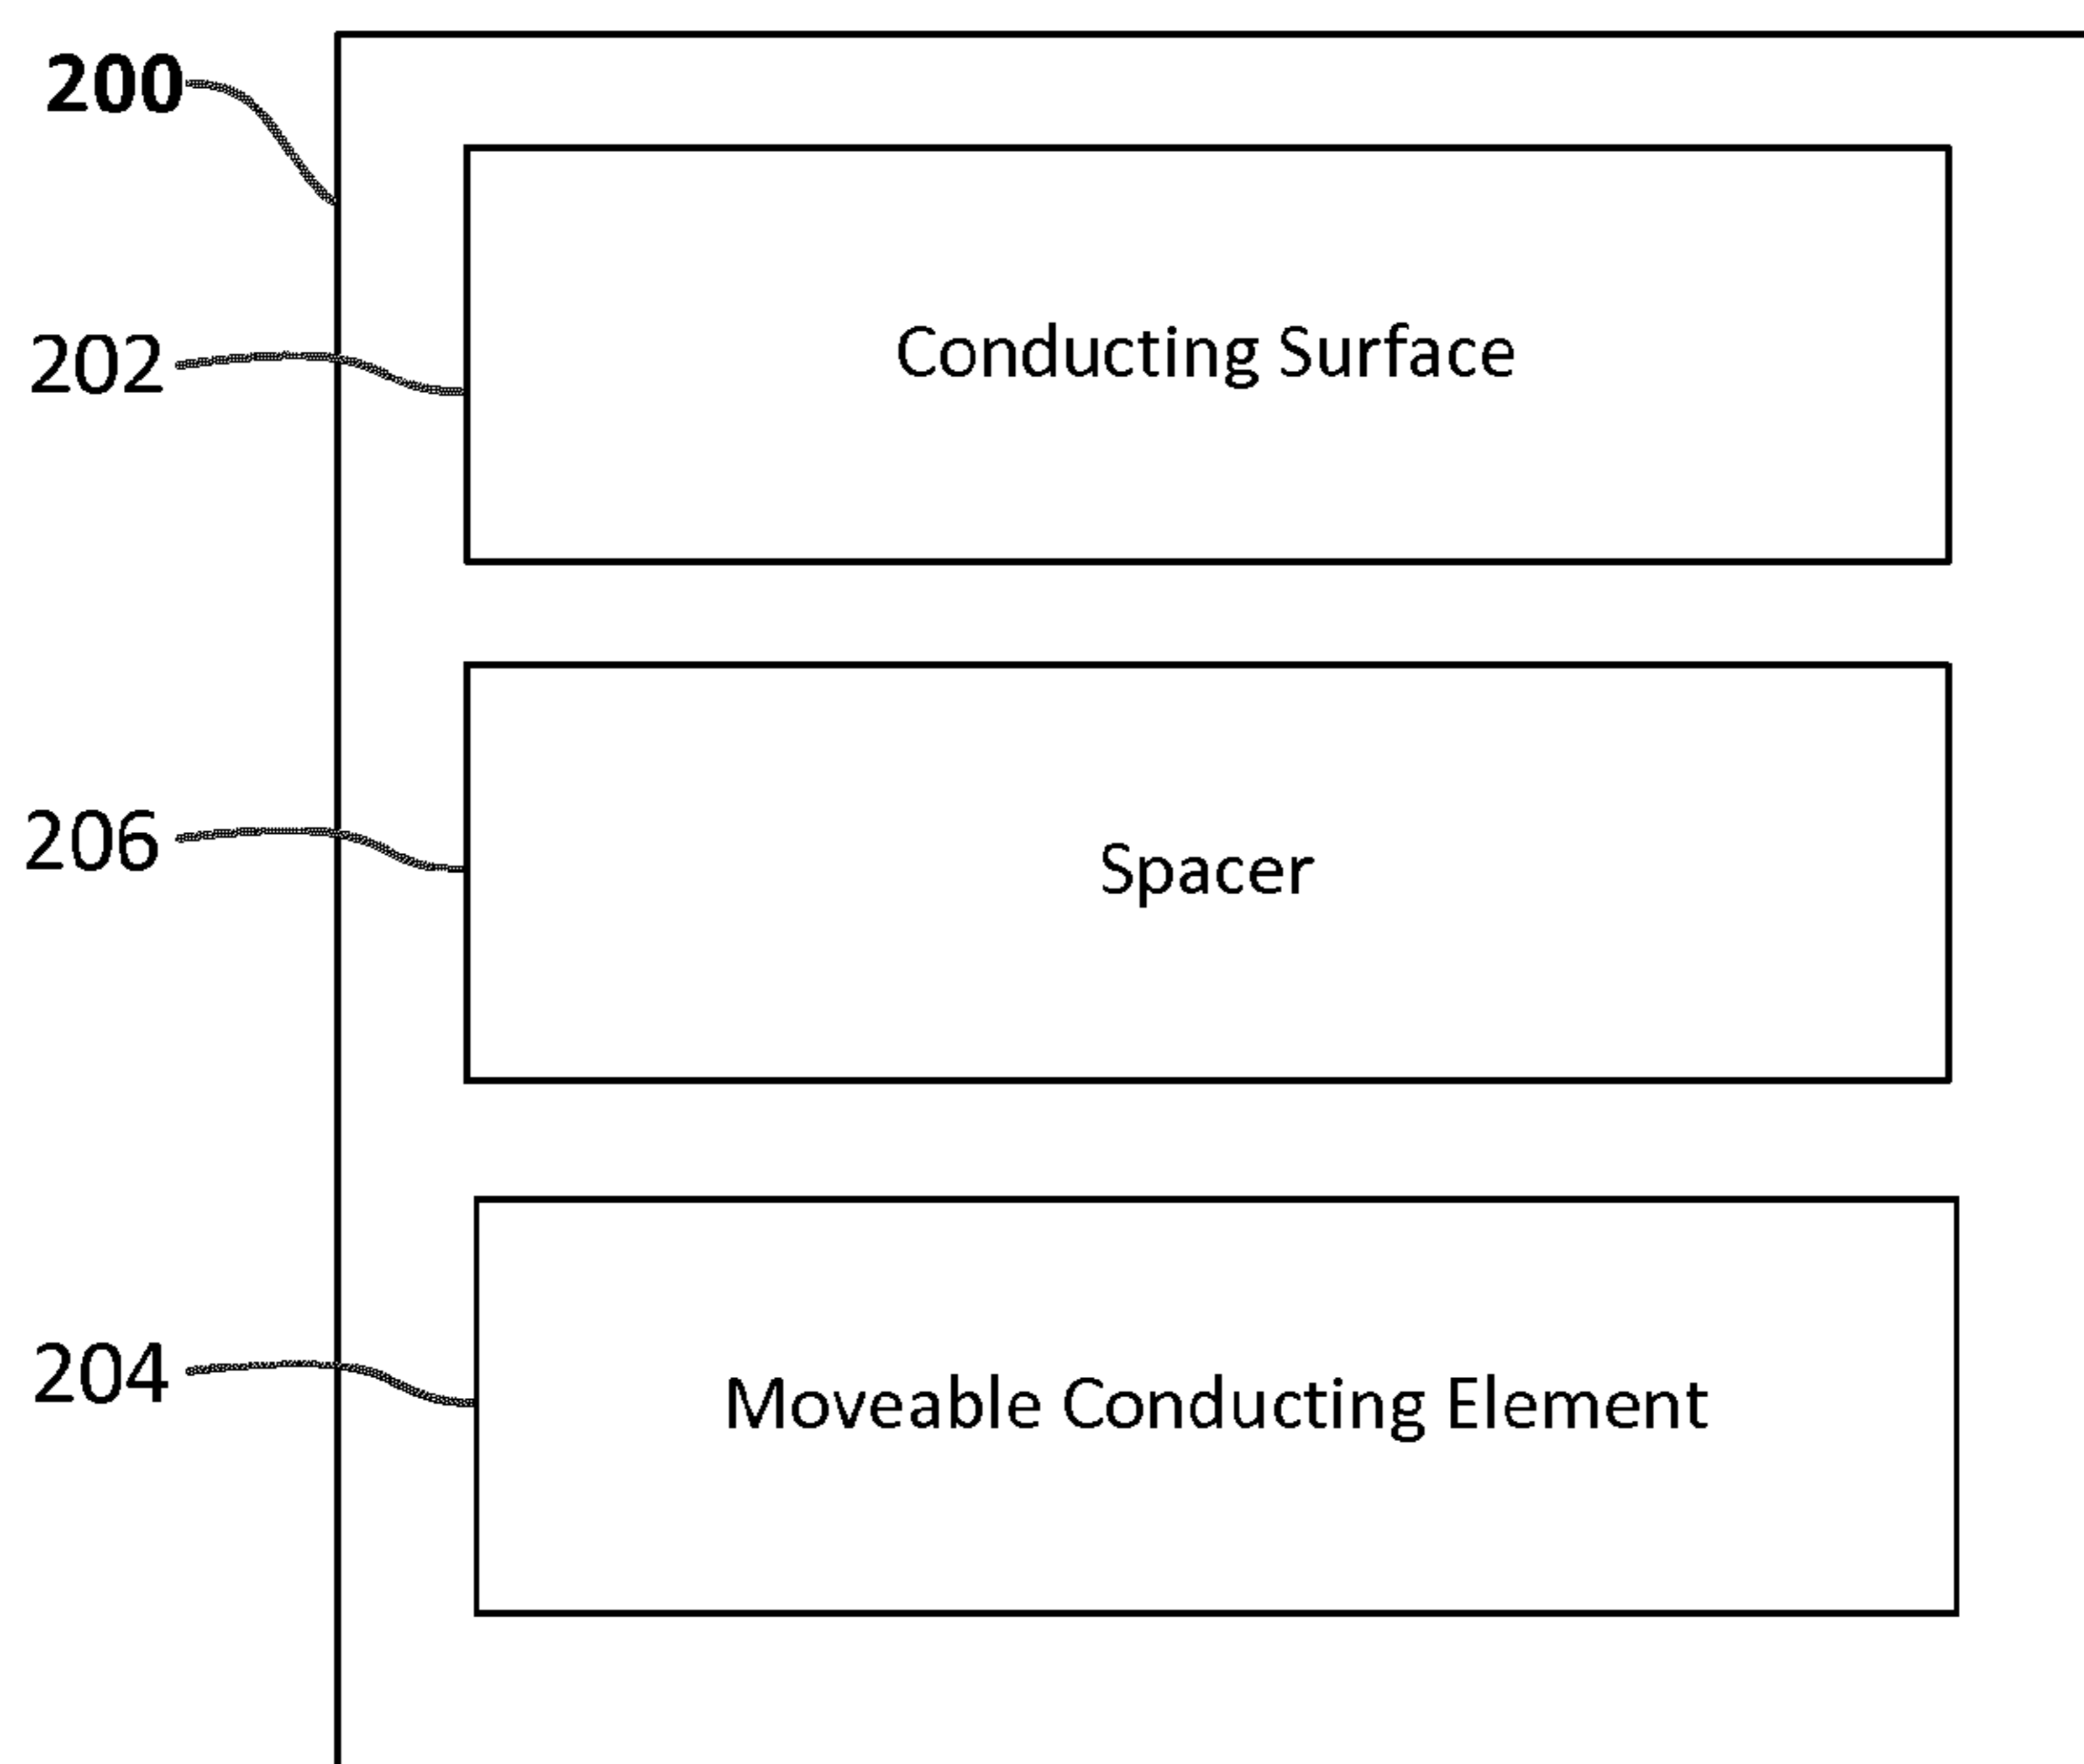 200
202
Conducting Surface
206
Spacer
204
Moveable Conducting Element